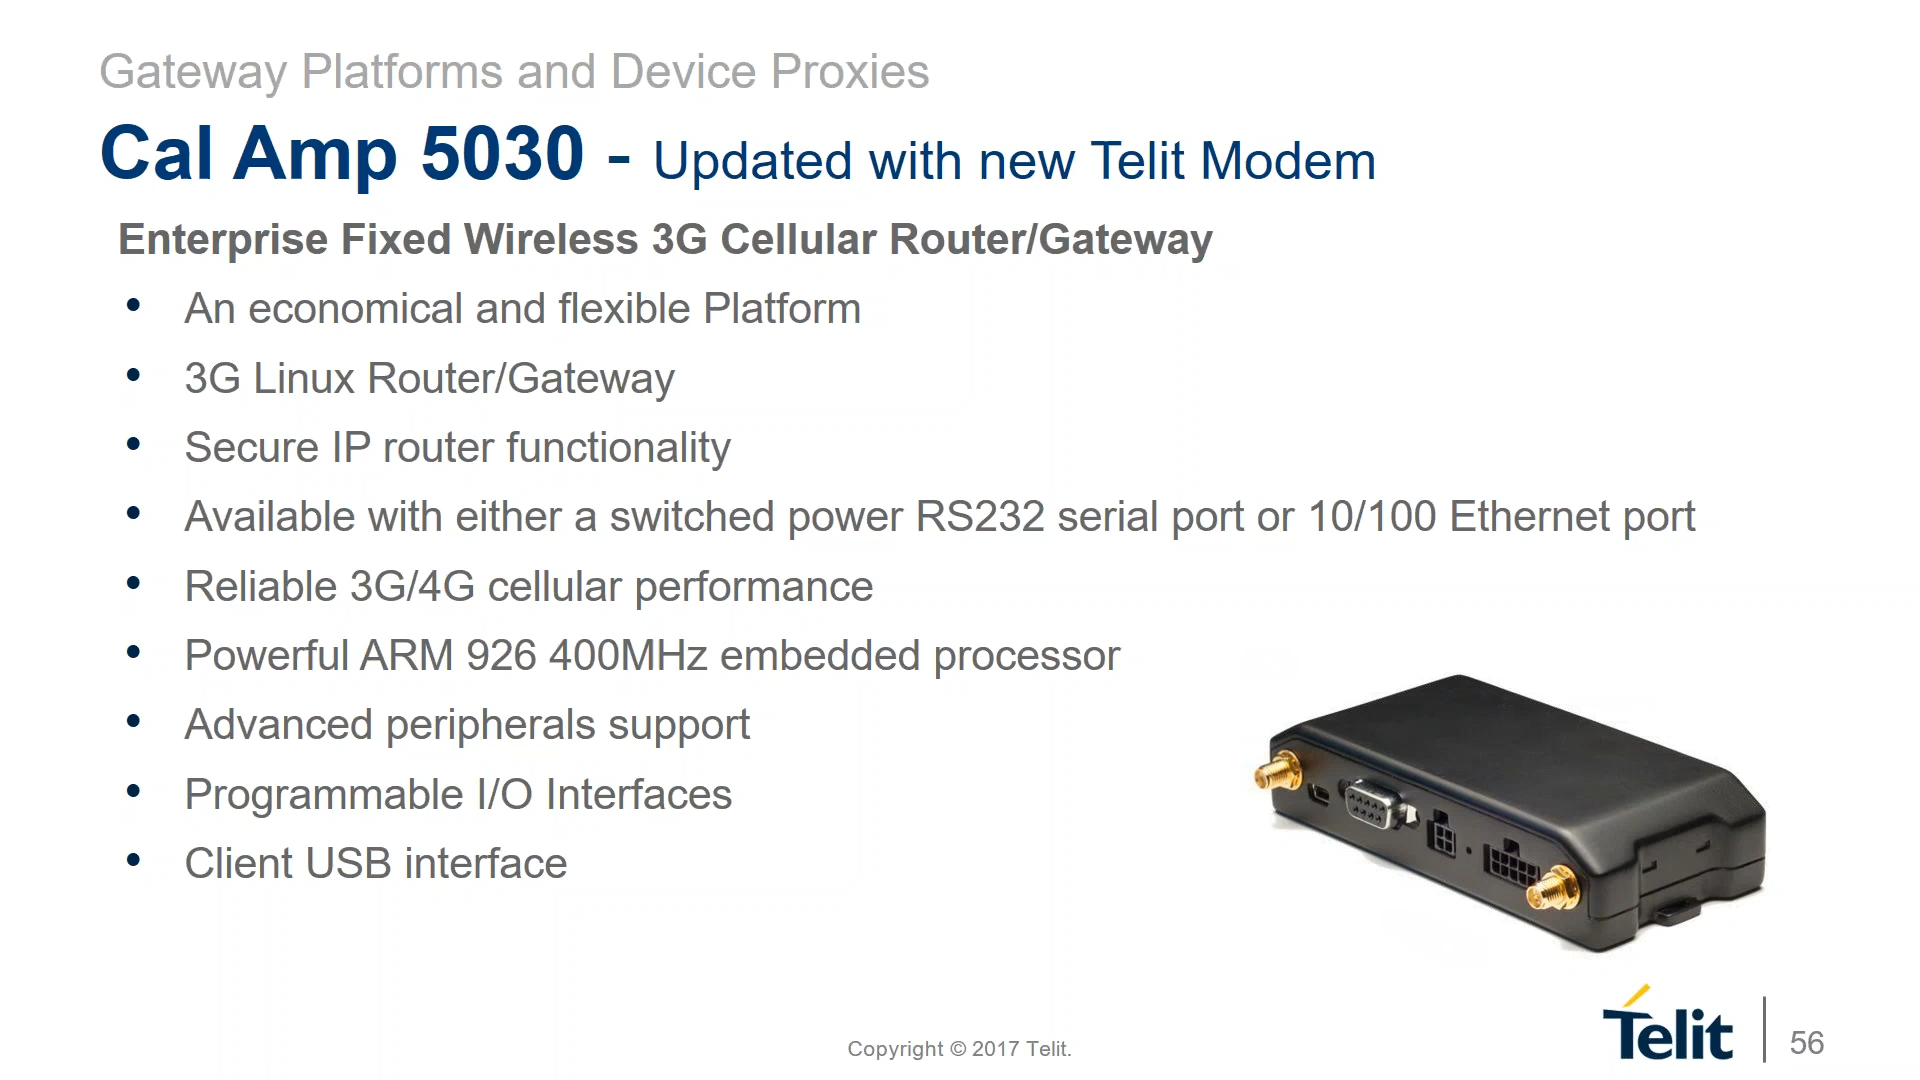 Gateway Platforms and Device Proxies
Cal Amp 5030 - Updated with new Telit Modem
Enterprise Fixed Wireless 3G Cellular Router/Gateway
• An economical and flexible Platform
• 3G Linux Router/Gateway
• Secure IP router functionality
• Available with either a switched power RS232 serial port or 10/100 Ethernet port
• Reliable 3G/4G cellular performance
• Powerful ARM 926 400MHz embedded processor
• Advanced peripherals support
• Programmable I/O Interfaces
• Client USB interface
Copyright © 2017 Telit.
Telit
56